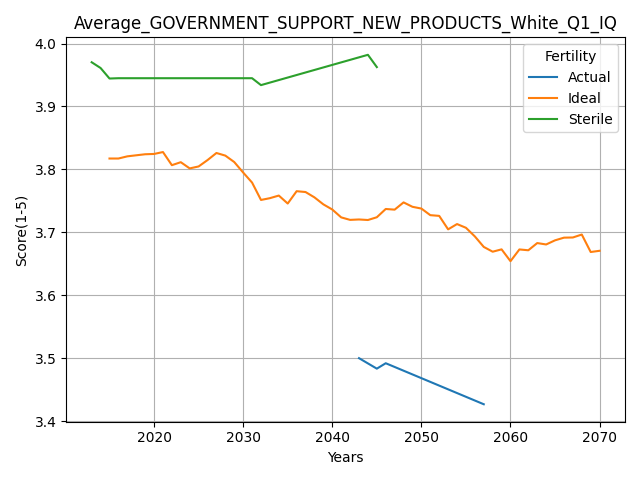 Average_GOVERNMENT_SUPPORT_NEW_PRODUCTS_White_Q1_IQ
Fertility
Actual
Ideal
Sterile
Score(1-5)
4.0
3.9
3.8
3.7
3.6
3.5
3.4
2020 2030 2040 2050 2060 2070
Years